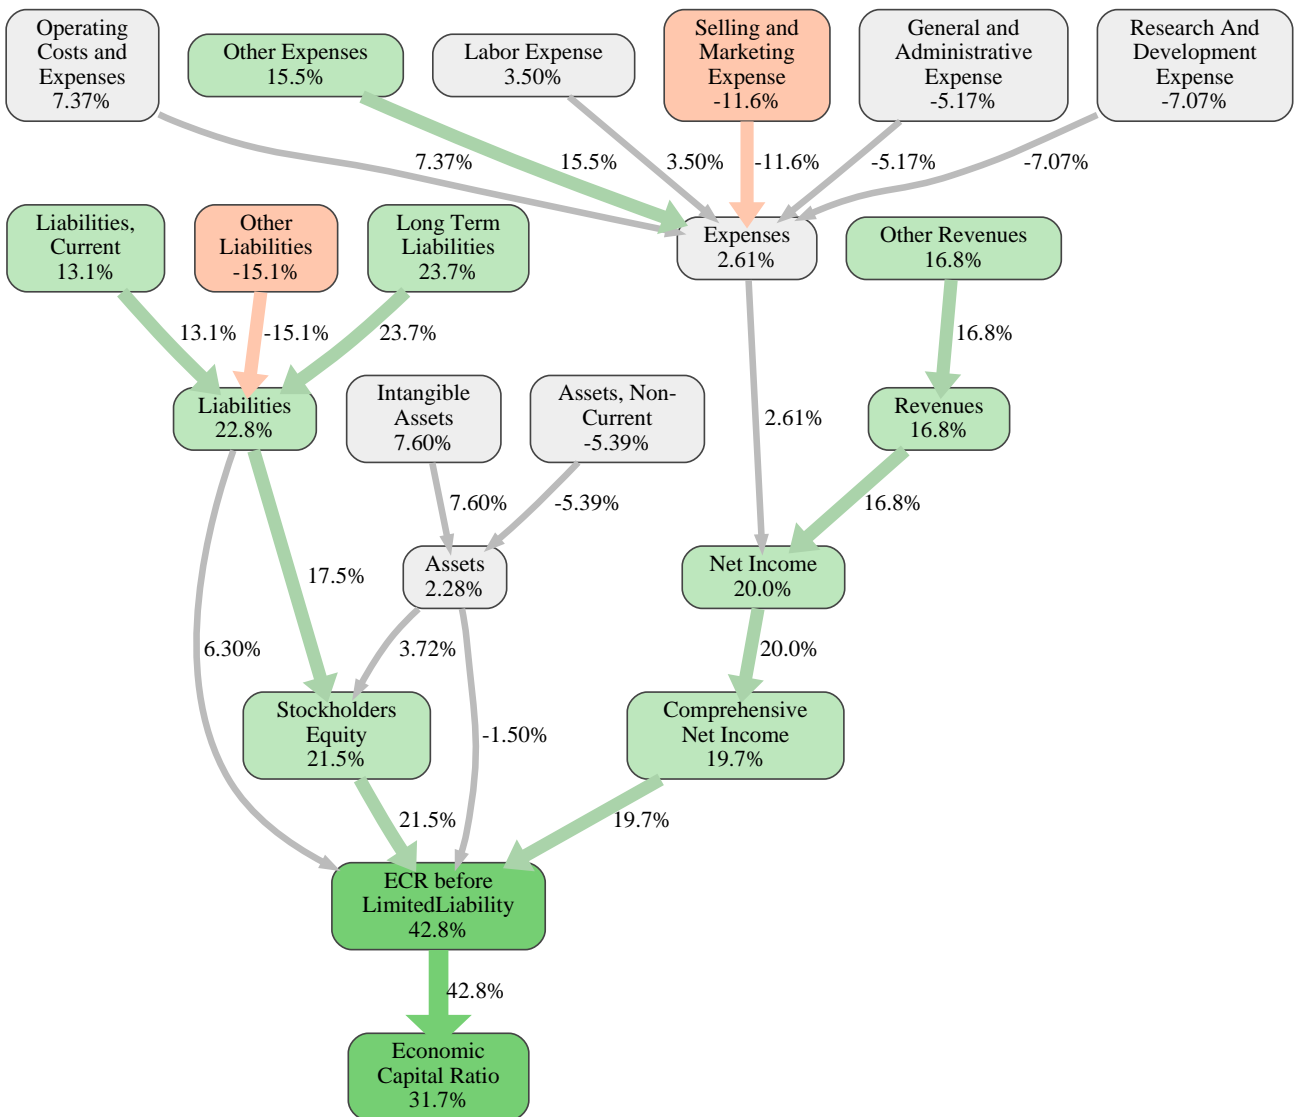 Operating
Costs and
Expenses
7.37%
Other Expenses
15.5%
Labor Expense
3.50%
Selling and
Marketing
Expense
-11.6%
General and
Administrative
Expense
-5.17%
Research And
Development
Expense
-7.07%
7.37%
15.5%
3.50%
-11.6%
-5.17%
-7.07%
Liabilities,
Current
13.1%
Other
Liabilities
-15.1%
Long Term
Liabilities
23.7%
Expenses
2.61%
Other Revenues
16.8%
13.1%
-15.1%
23.7%
16.8%
Liabilities
22.8%
Intangible
Assets
7.60%
Assets, Non-
Current
-5.39%
2.61%
Revenues
16.8%
7.60%
-5.39%
16.8%
17.5%
Assets
2.28%
Net Income
20.0%
6.30%
3.72%
20.0%
Stockholders
Equity
21.5%
-1.50%
Comprehensive
Net Income
19.7%
21.5%
19.7%
ECR before
LimitedLiability
42.8%
42.8%
Economic
Capital Ratio
31.7%